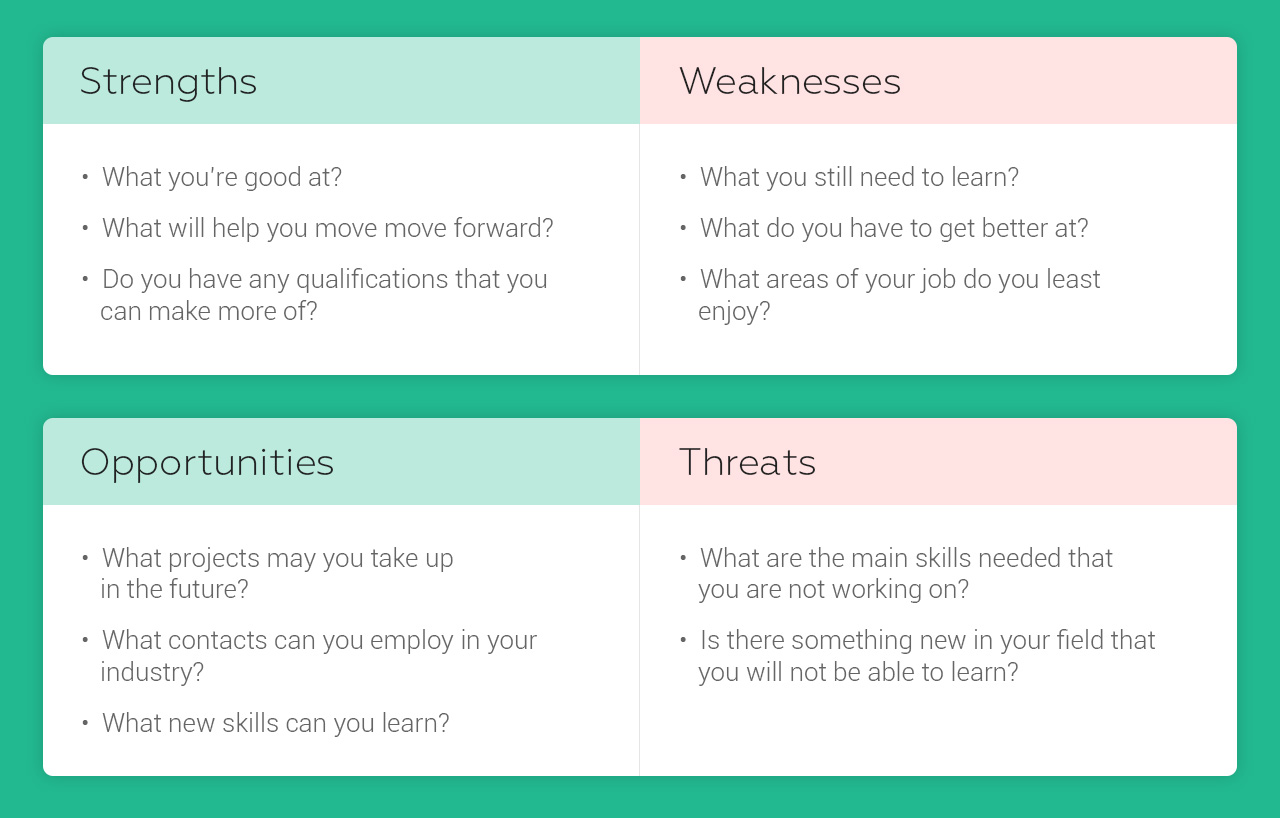 Strengths
• What you're good at?
• What will help you move move forward?
• Do you have any qualifications that you
can make more of?
Weaknesses
• What you still need to learn?
• What do you have to get better at?
• What areas of your job do you least
enjoy?
Opportunities
• What projects may you take up
in the future?
• What contacts can you employ in your
industry?
• What new skills can you learn?
Threats
• What are the main skills needed that
you are not working on?
• Is there something new in your field that
you will not be able to learn?